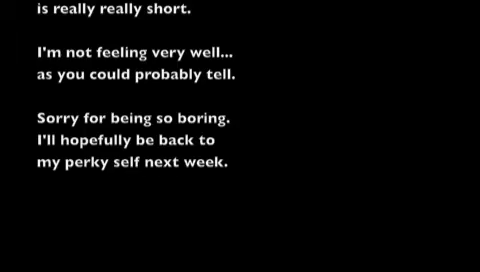 is really really short.
I'm not feeling very well...
as you could probably tell.
Sorry for being so boring.
I'll hopefully be back to
my perky self next week.